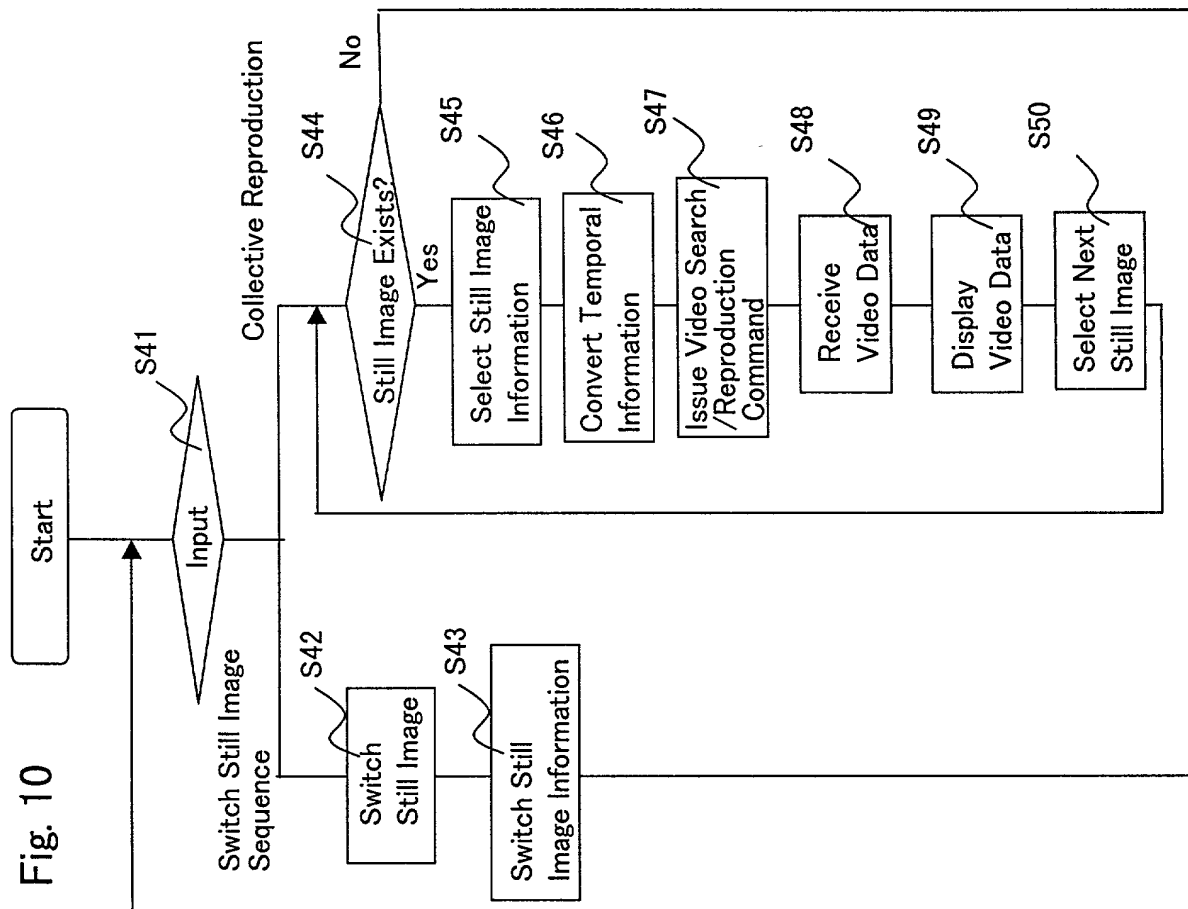 Fig. 10
Start
Input
S41
Switch Still Image
Sequence
S42
Switch
Still Image
S43
Switch Still
Image Information
Collective Reproduction
S44
Still Image Exists?
No
Yes
S45
Select Still Image
Information
S46
Convert Temporal
Information
S47
Issue Video Search
/Reproduction
Command
S48
Receive
Video Data
S49
Display
Video Data
S50
Select Next
Still Image